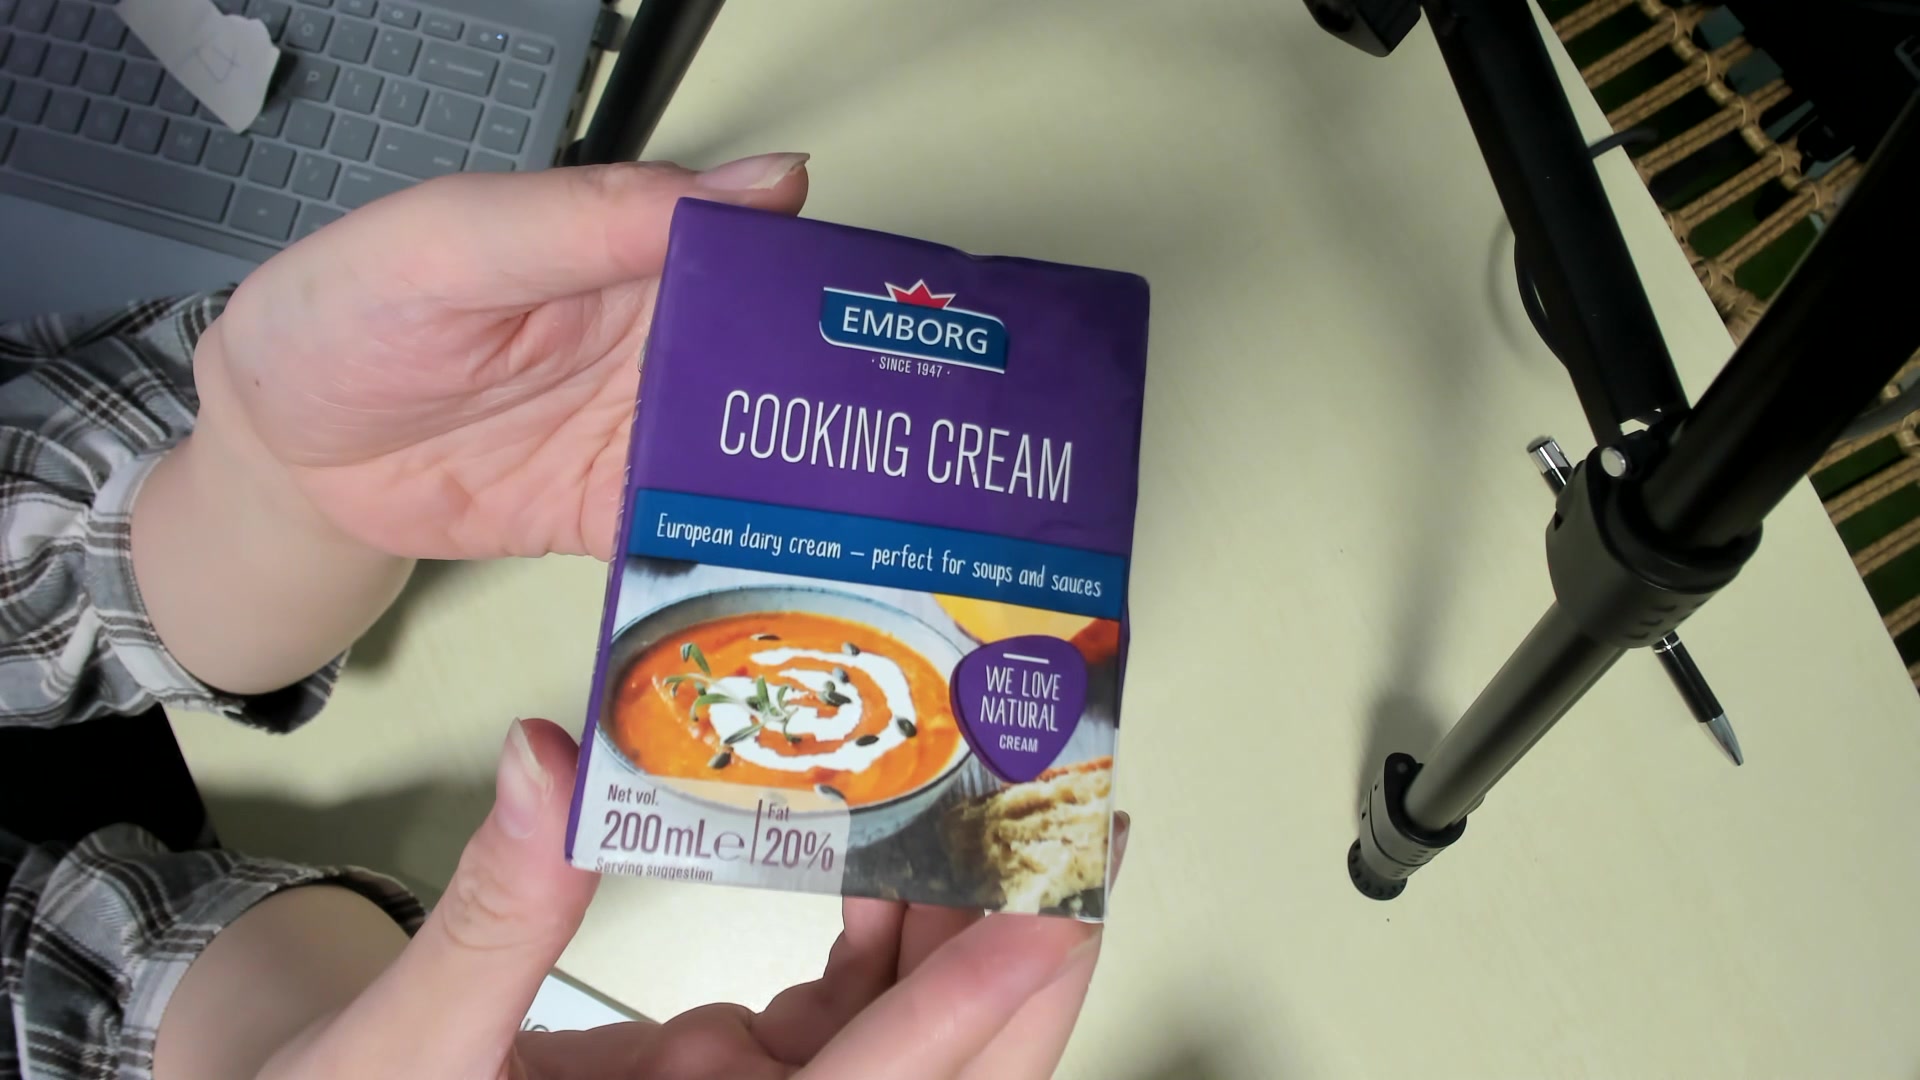 EMBORG
· SINCE 1947 ·
COOKING CREAM
European dairy cream – perfect for soups and sauces
WE LOVE
NATURAL
CREAM
Net vol.
200mL℮
Fat
20%
Serving suggestion